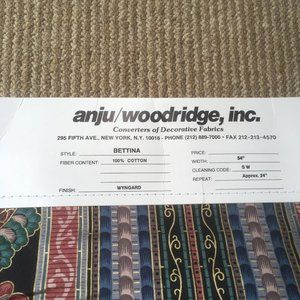 anju/woodridge, inc.
Converters of Decorative Fabrics
295 FIFTH AVE., NEW YORK, N.Y. 10016 - PHONE (212) 889-7000 • FAX 212-213-4570
STYLE: BETTINA PRICE:
FIBER CONTENT: 100% COTTON WIDTH: 54"
CLEANING CODE: S W
REPEAT: Approx. 24"
FINISH: WYNGARD